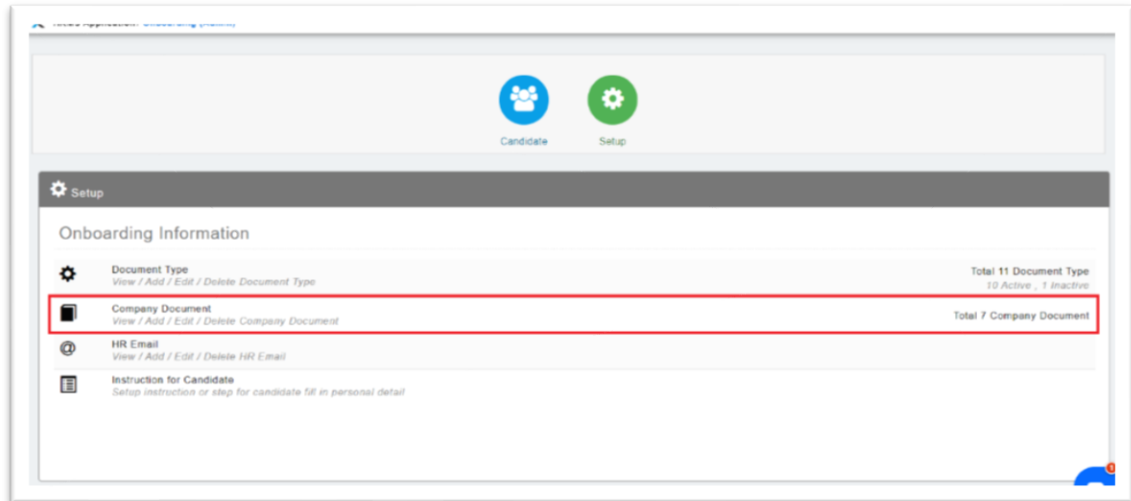 Candidate
Setup
Setup
Onboarding Information
Document Type
View / Add / Edit / Delete Document Type
Total 11 Document Type
10 Active , 1 Inactive
Company Document
View / Add / Edit / Delete Company Document
Total 7 Company Document
@ HR Email
View / Add / Edit / Delete HR Email
Instruction for Candidate
Setup instruction or step for candidate fill in personal detail
1